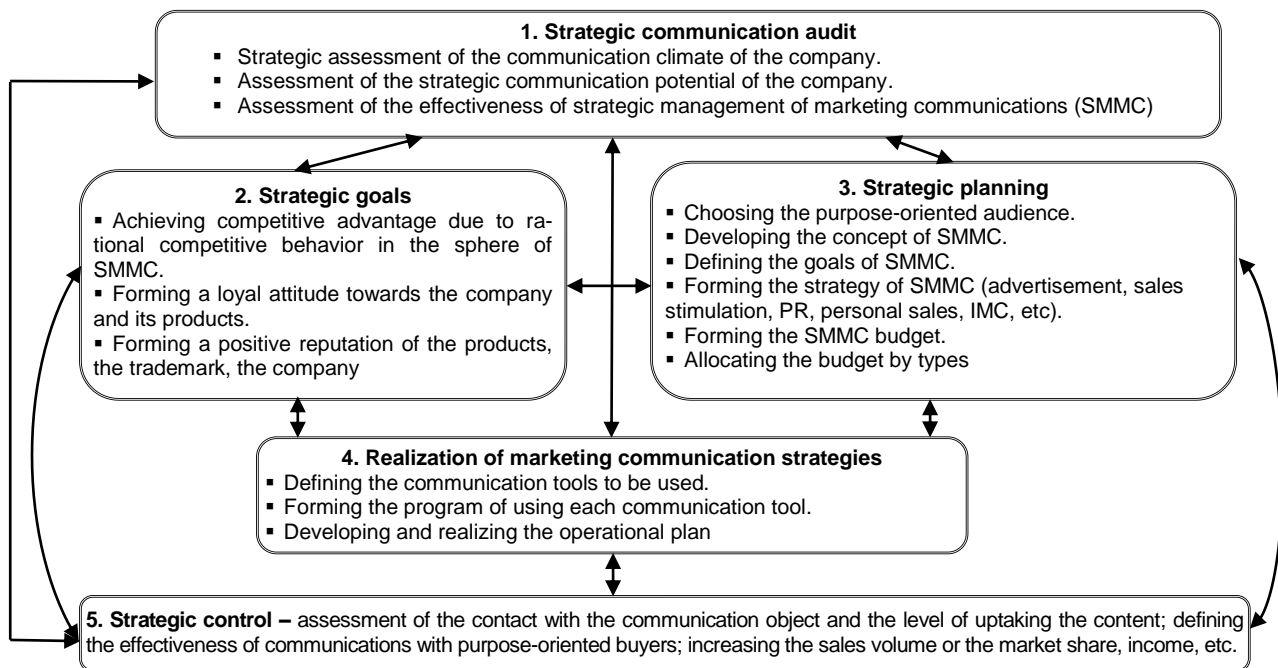 1. Strategic communication audit
▪ Strategic assessment of the communication climate of the company.
▪ Assessment of the strategic communication potential of the company.
▪ Assessment of the effectiveness of strategic management of marketing communications (SMMC)
2. Strategic goals
▪ Achieving competitive advantage due to ra-
tional competitive behavior in the sphere of
SMMC.
▪ Forming a loyal attitude towards the company
and its products.
▪ Forming a positive reputation of the products,
the trademark, the company
3. Strategic planning
▪ Choosing the purpose-oriented audience.
▪ Developing the concept of SMMC.
▪ Defining the goals of SMMC.
▪ Forming the strategy of SMMC (advertisement, sales
stimulation, PR, personal sales, IMC, etc).
▪ Forming the SMMC budget.
▪ Allocating the budget by types
4. Realization of marketing communication strategies
▪ Defining the communication tools to be used.
▪ Forming the program of using each communication tool.
▪ Developing and realizing the operational plan
5. Strategic control – assessment of the contact with the communication object and the level of uptaking the content; defining
the effectiveness of communications with purpose-oriented buyers; increasing the sales volume or the market share, income, etc.